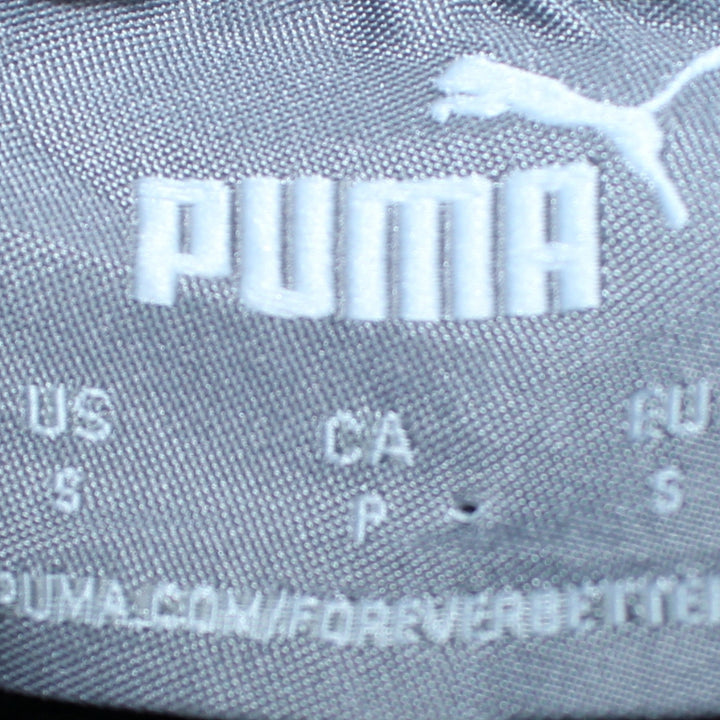 PUMA
US CA EU
S P S
PUMA.COM/FOREVERBETTER